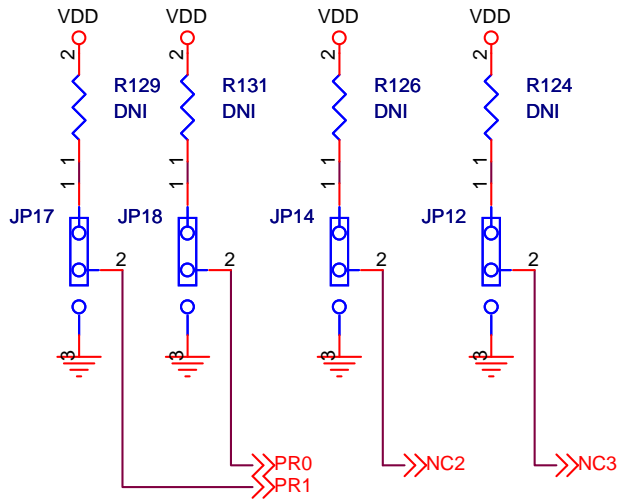 VDD VDD VDD VDD
2 2 2 2
R129 R131 R126 R124
DNI DNI DNI DNI
1 1 1 1
1 1 1 1
JP17 JP18 JP14 JP12
2 2 2 2
3 3 3 3
PR0 NC2 NC3
PR1